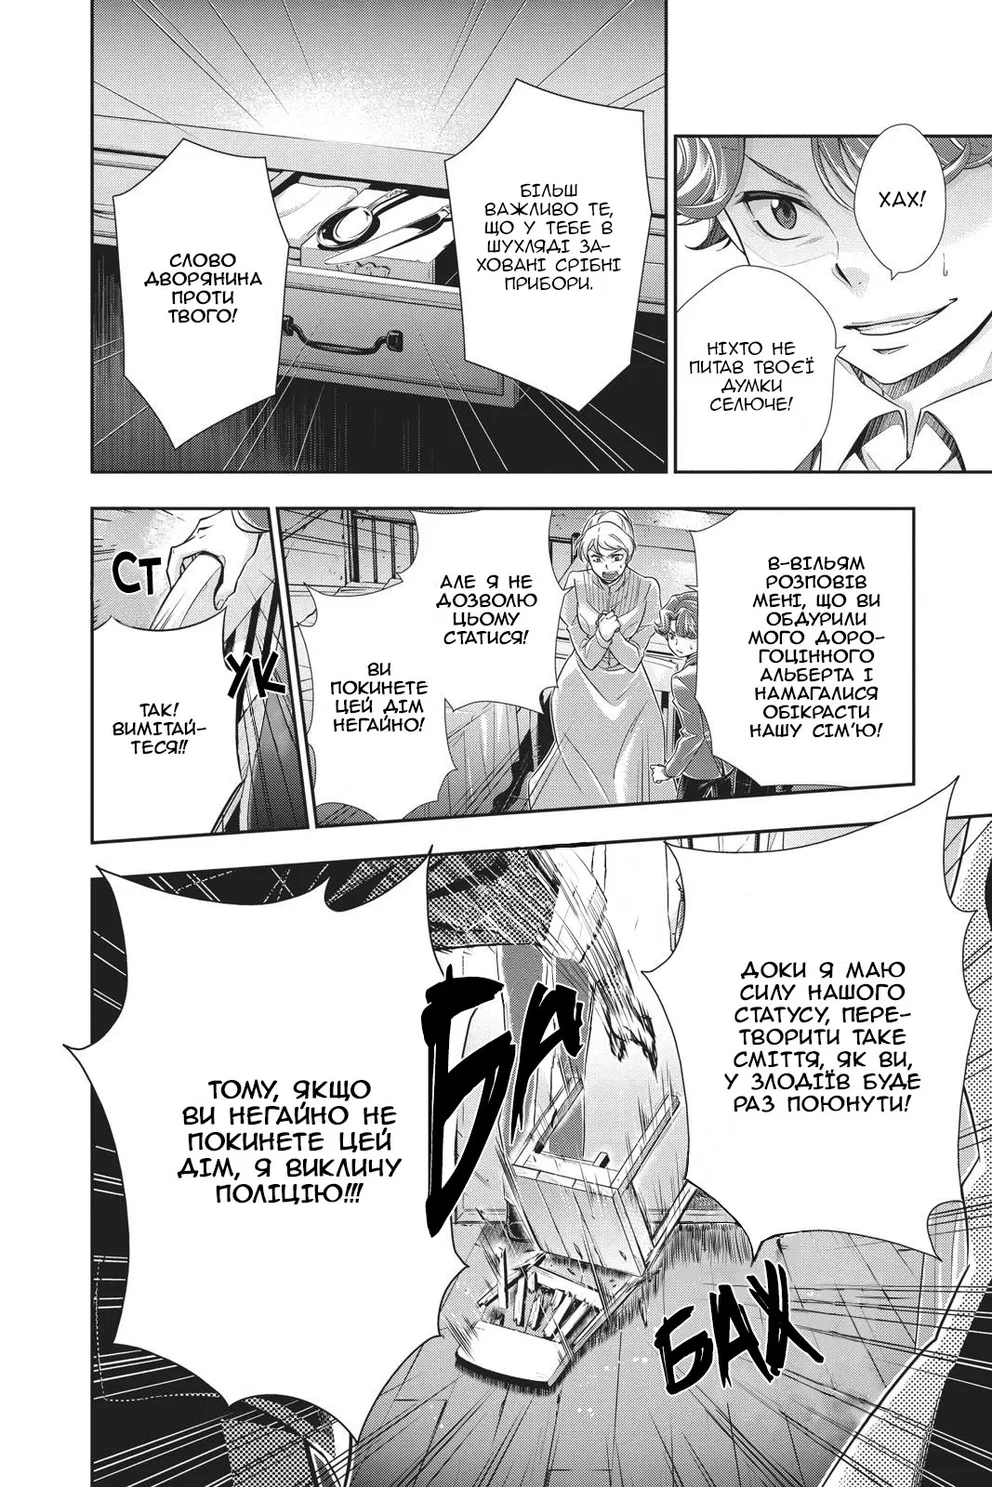 ХАХ!
НІХТО НЕ
ПИТАВ ТВОЄЇ
ДУМКИ
СЕЛЮЧЕ!
БІЛЬШ
ВАЖЛИВО ТЕ,
ЩО У ТЕБЕ В
ШУХЛЯДІ ЗА-
ХОВАНІ СРІБНІ
ПРИБОРИ.
СЛОВО
ДВОРЯНИНА
ПРОТИ
ТВОГО!
В-ВІЛЬЯМ
РОЗПОВІВ
МЕНІ, ЩО ВИ
ОБДУРИЛИ
МОГО ДОРО-
ГОЦІННОГО
АЛЬБЕРТА І
НАМАГАЛИСЯ
ОБІКРАСТИ
НАШУ СІМ'Ю!
АЛЕ Я НЕ
ДОЗВОЛЮ
ЦЬОМУ
СТАТИСЯ!
ВИ
ПОКИНЕТЕ
ЦЕЙ ДІМ
НЕГАЙНО!
СТ
УК
ТАК!
ВИМІТАЙ-
ТЕСЯ!!
ДОКИ Я МАЮ
СИЛУ НАШОГО
СТАТУСУ, ПЕРЕ-
ТВОРИТИ ТАКЕ
СМІТТЯ, ЯК ВИ,
У ЗЛОДІЇВ БУДЕ
РАЗ ПОЮНУТИ!
БА
БАХ
ТОМУ, ЯКЩО
ВИ НЕГАЙНО НЕ
ПОКИНЕТЕ ЦЕЙ
ДІМ, Я ВИКЛИЧУ
ПОЛІЦІЮ!!!